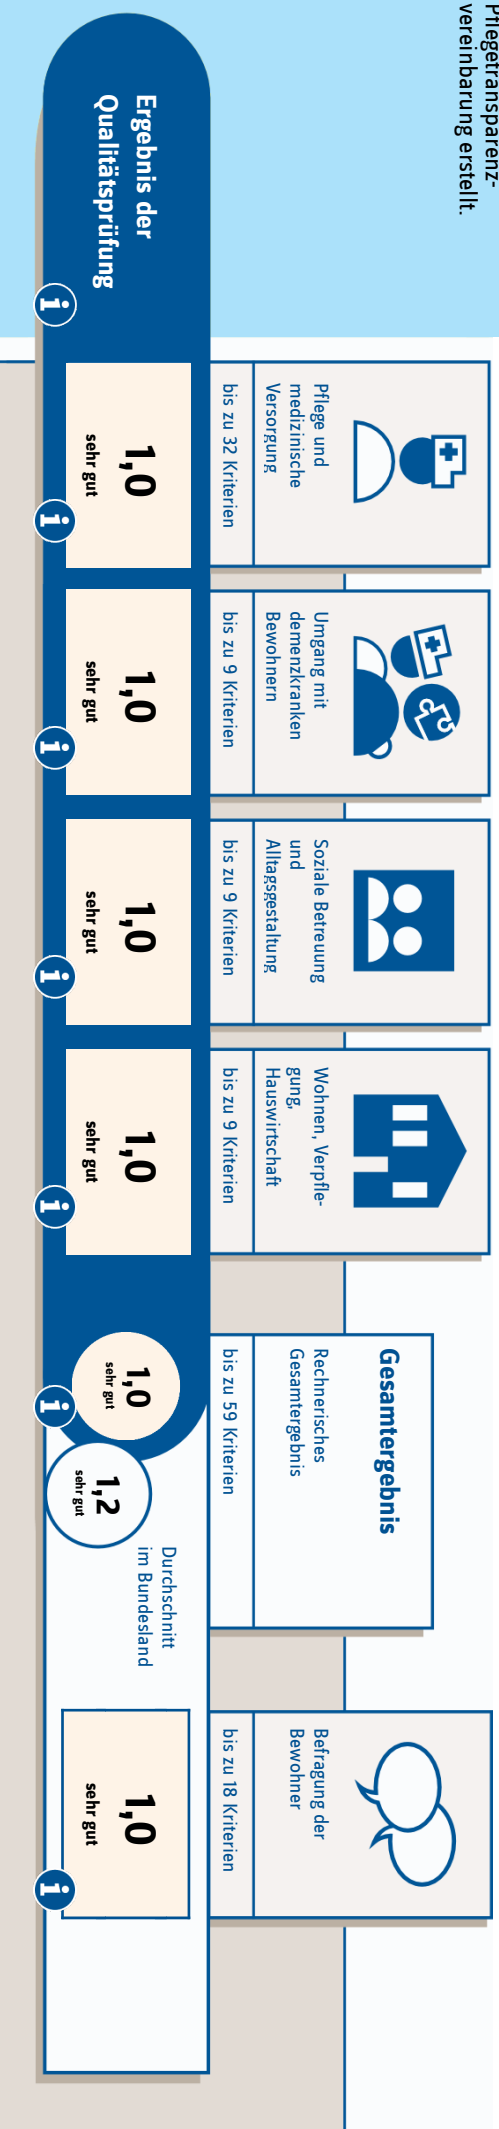 Pflegetransparenz-
vereinbarung erstellt.
Pflege und
medizinische
Versorgung
bis zu 32 Kriterien
Umgang mit
demenzkranken
Bewohnern
bis zu 9 Kriterien
Soziale Betreuung
und
Alltagsgestaltung
bis zu 9 Kriterien
Wohnen, Verpfle-
gung,
Hauswirtschaft
bis zu 9 Kriterien
Gesamtergebnis
Rechnerisches
Gesamtergebnis
bis zu 59 Kriterien
Befragung der
Bewohner
bis zu 18 Kriterien
Ergebnis der
Qualitätsprüfung
i
1,0
sehr gut
i
1,0
sehr gut
i
1,0
sehr gut
i
1,0
sehr gut
i
1,0
sehr gut
i
1,2
sehr gut
Durchschnitt
im Bundesland
1,0
sehr gut
i